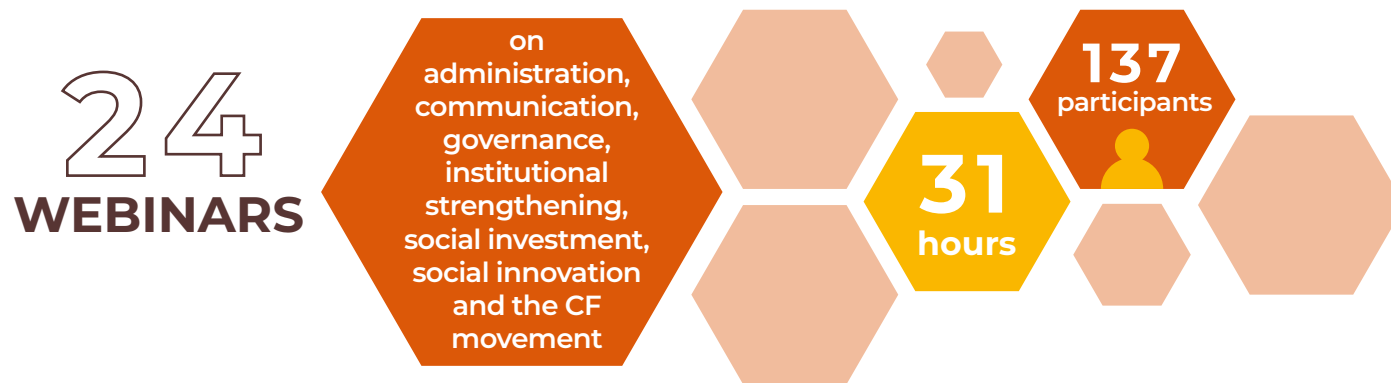 24
WEBINARS
on
administration,
communication,
governance,
institutional
strengthening,
social investment,
social innovation
and the CF
movement
31
hours
137
participants